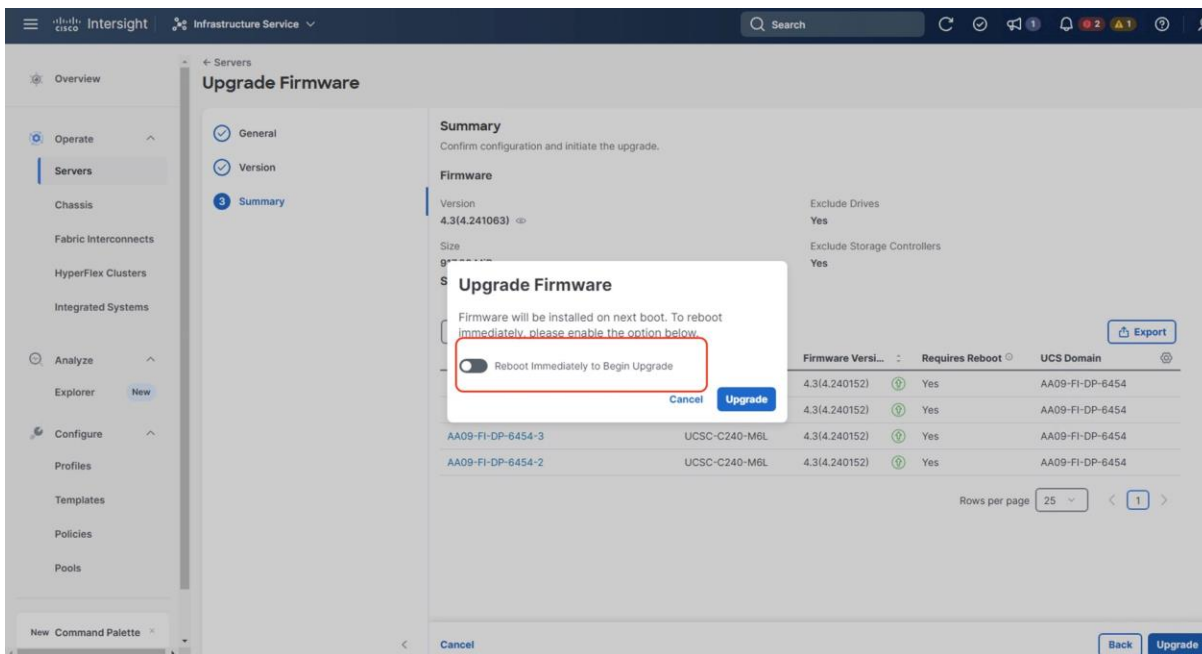 cisco Intersight
Infrastructure Service
Search
1
2
1
Overview
Operate
Servers
Chassis
Fabric Interconnects
HyperFlex Clusters
Integrated Systems
Analyze
Explorer New
Configure
Profiles
Templates
Policies
Pools
New Command Palette
← Servers
Upgrade Firmware
General
Version
3 Summary
Summary
Confirm configuration and initiate the upgrade.
Firmware
Version
4.3(4.241063)
Exclude Drives
Yes
Size
Exclude Storage Controllers
Yes
Upgrade Firmware
Firmware will be installed on next boot. To reboot
immediately, please enable the option below.
Reboot Immediately to Begin Upgrade
Cancel Upgrade
Export
Firmware Versi... Requires Reboot UCS Domain
4.3(4.240152) Yes AA09-FI-DP-6454
4.3(4.240152) Yes AA09-FI-DP-6454
AA09-FI-DP-6454-3 UCSC-C240-M6L 4.3(4.240152) Yes AA09-FI-DP-6454
AA09-FI-DP-6454-2 UCSC-C240-M6L 4.3(4.240152) Yes AA09-FI-DP-6454
Rows per page 25 1
Cancel Back Upgrade